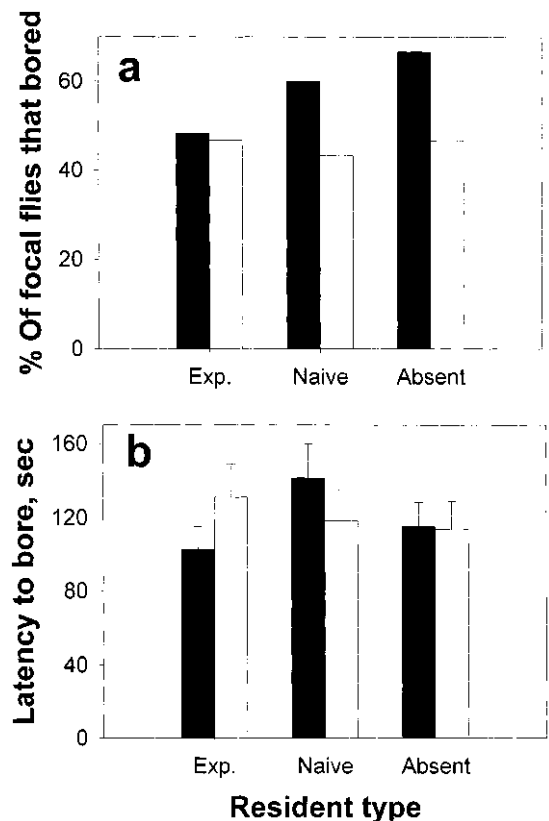 % Of focal flies that bored
a
60
40
20
0
Exp. Naive Absent
Latency to bore, sec
b
160
120
80
40
0
Exp. Naive Absent
Resident type